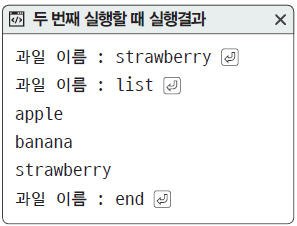 두 번째 실행할 때 실행결과
과일 이름 : strawberry
과일 이름 : list
apple
banana
strawberry
과일 이름 : end